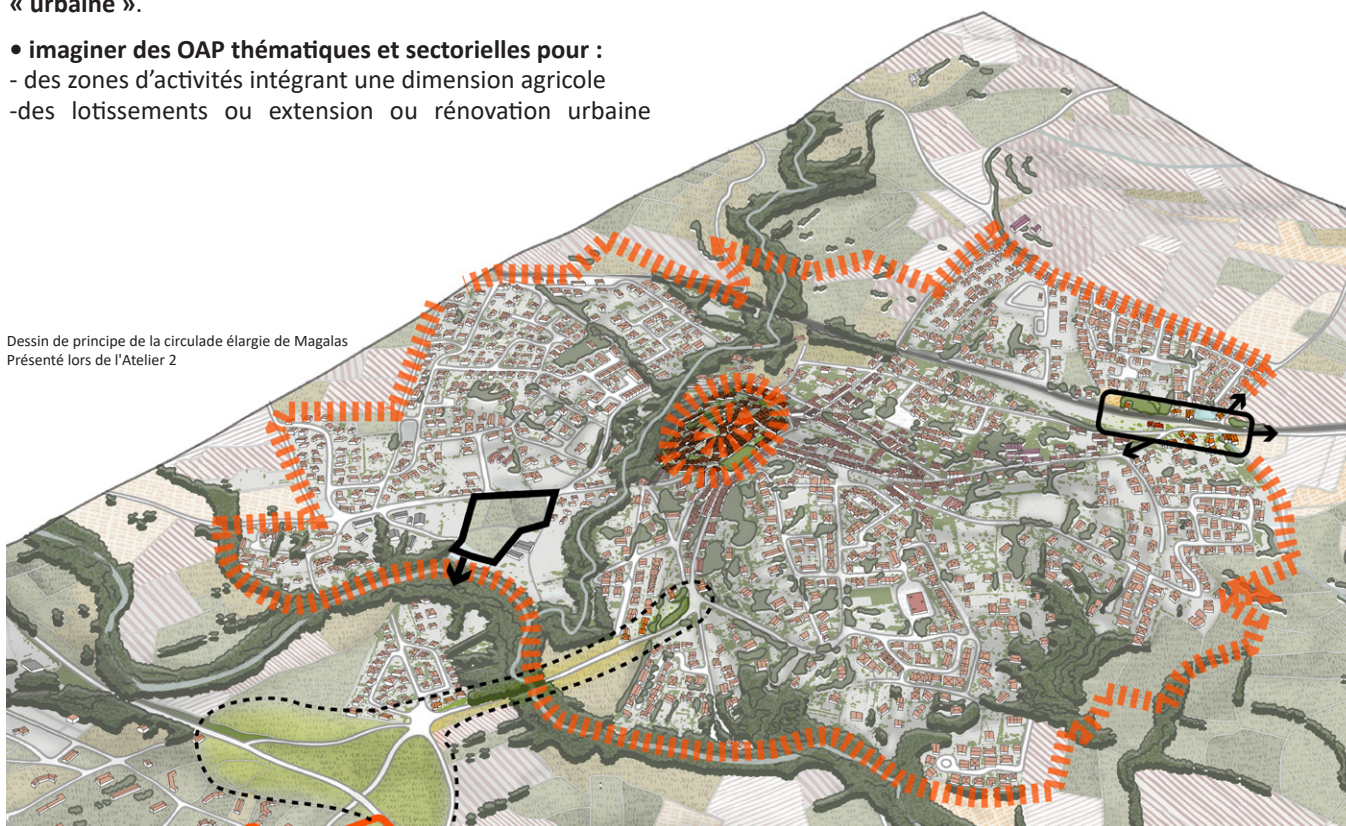 « urbaine ».
• imaginer des OAP thématiques et sectorielles pour :
- des zones d’activités intégrant une dimension agricole
-des lotissements ou extension ou rénovation urbaine
Dessin de principe de la circulade élargie de Magalas
Présenté lors de l'Atelier 2